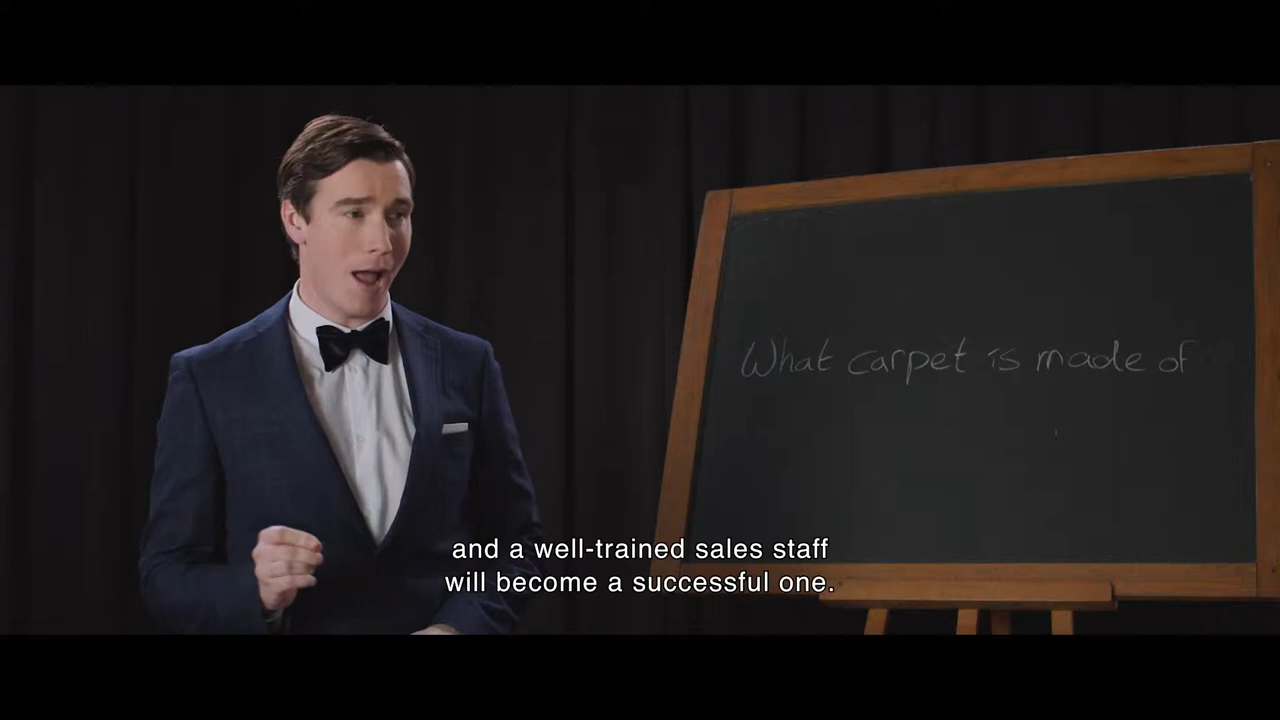 What carpet is made of
and a well-trained sales staff
will become a successful one.